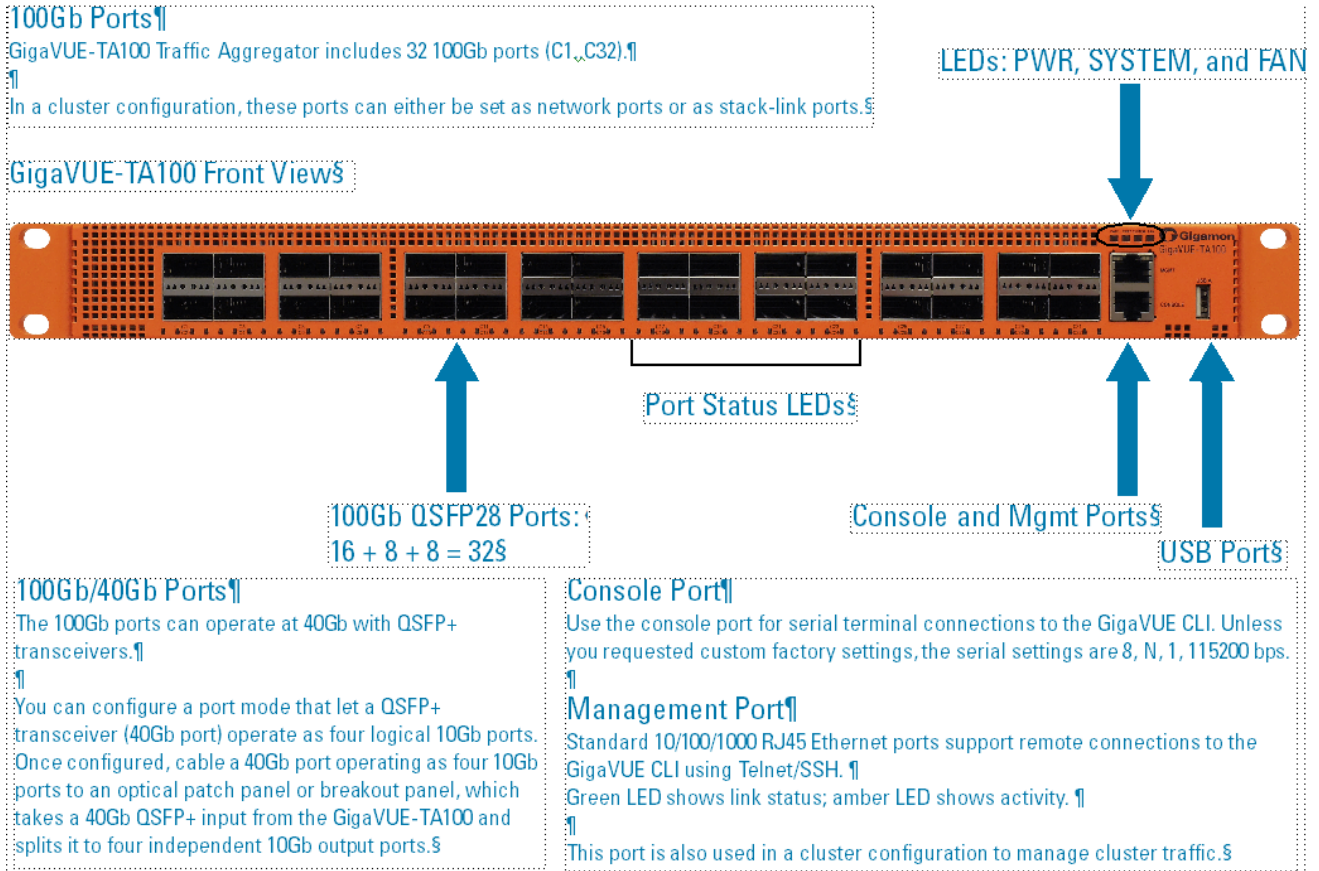 100Gb Ports¶
GigaVUE-TA100 Traffic Aggregator includes 32 100Gb ports (C1..C32).¶
¶
In a cluster configuration, these ports can either be set as network ports or as stack-link ports.§
LEDs: PWR, SYSTEM, and FAN
GigaVUE-TA100 Front View§
Gigamon
GigaVUE-TA100
Port Status LEDs§
100Gb QSFP28 Ports:
16 + 8 + 8 = 32§
Console and Mgmt Ports§
USB Port§
100Gb/40Gb Ports¶
The 100Gb ports can operate at 40Gb with QSFP+
transceivers.¶
¶
You can configure a port mode that let a QSFP+
transceiver (40Gb port) operate as four logical 10Gb ports.
Once configured, cable a 40Gb port operating as four 10Gb
ports to an optical patch panel or breakout panel, which
takes a 40Gb QSFP+ input from the GigaVUE-TA100 and
splits it to four independent 10Gb output ports.§
Console Port¶
Use the console port for serial terminal connections to the GigaVUE CLI. Unless
you requested custom factory settings, the serial settings are 8, N, 1, 115200 bps.
¶
Management Port¶
Standard 10/100/1000 RJ45 Ethernet ports support remote connections to the
GigaVUE CLI using Telnet/SSH. ¶
Green LED shows link status; amber LED shows activity. ¶
¶
This port is also used in a cluster configuration to manage cluster traffic.§